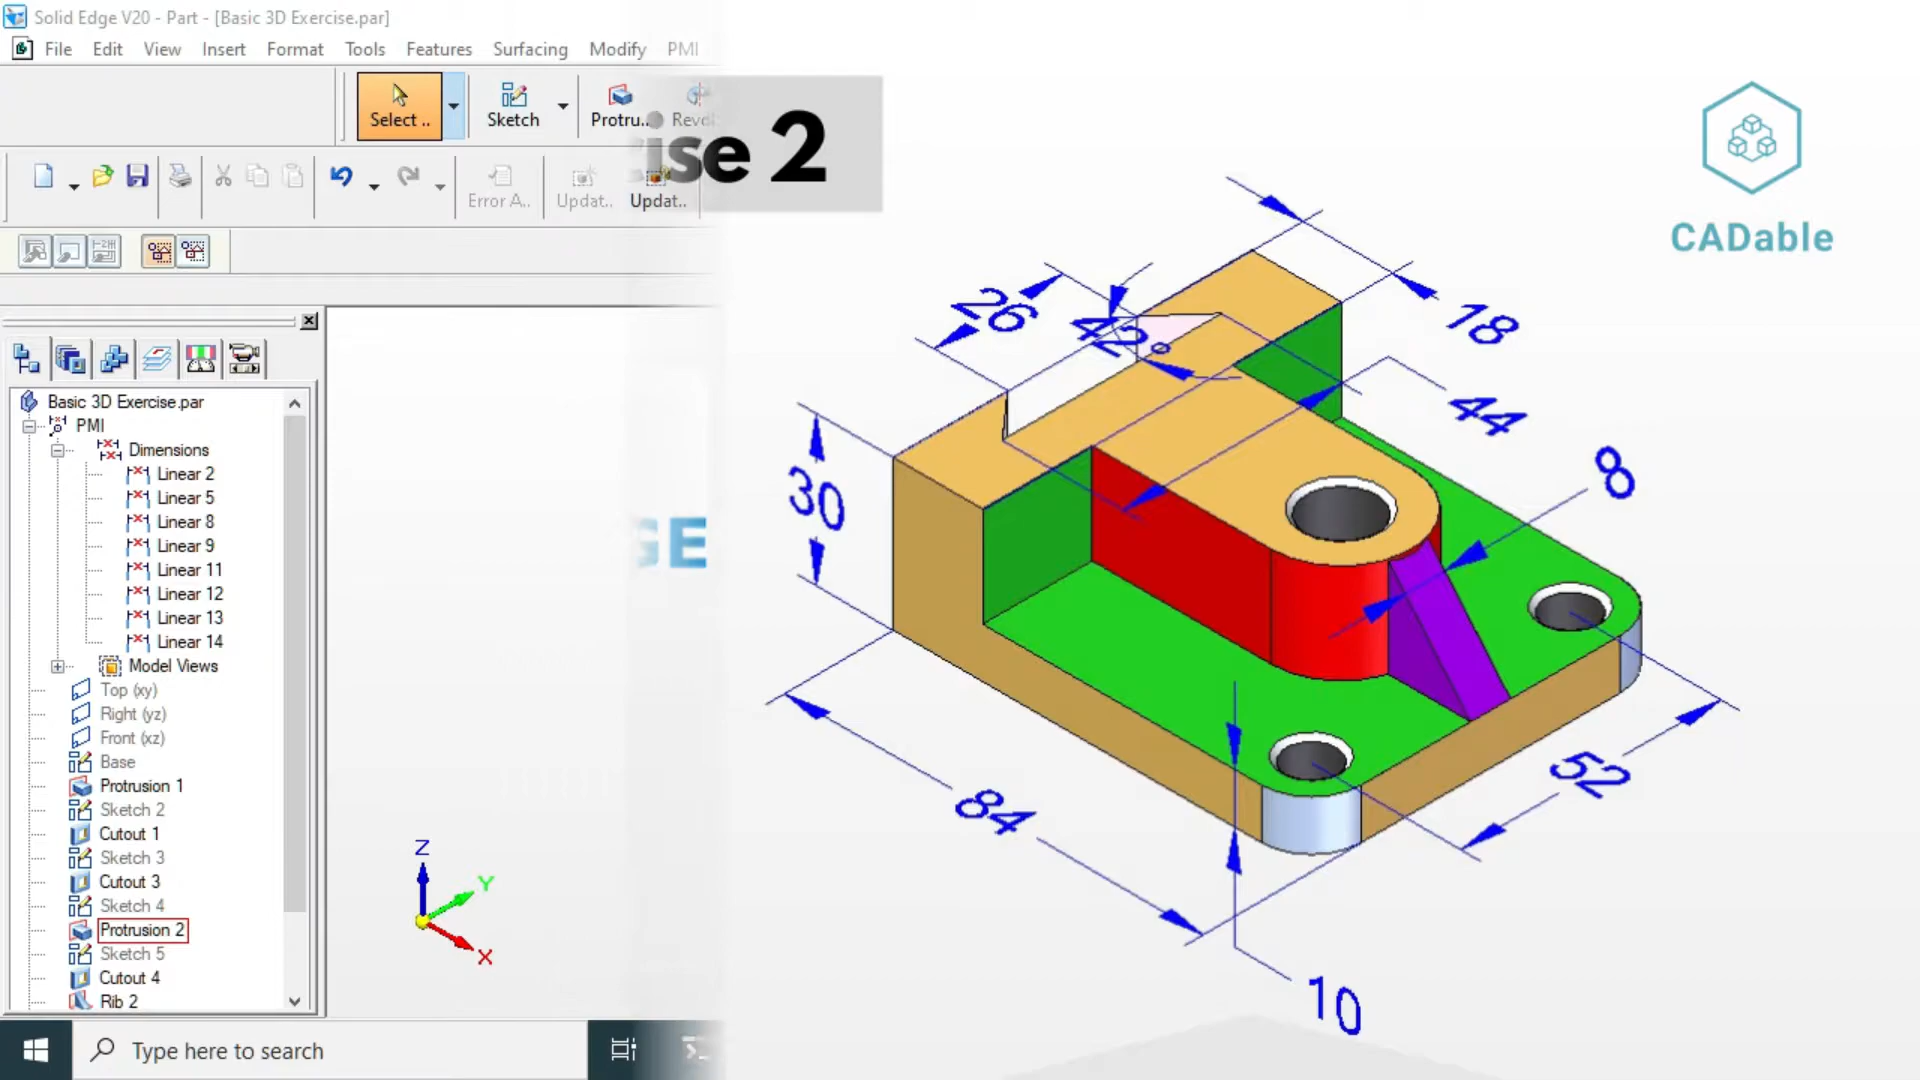 Solid Edge V20 - Part - [Basic 3D Exercise.par]
File Edit View Insert Format Tools Features Surfacing Modify PMI
Select .. Sketch Protru..
ise 2
Error A.. Updat.. Updat..
CADable
Basic 3D Exercise.par
PMI
Dimensions
Linear 2
Linear 5
Linear 8
Linear 9
Linear 11
Linear 12
Linear 13
Linear 14
Model Views
Top (xy)
Right (yz)
Front (xz)
Base
Protrusion 1
Sketch 2
Cutout 1
Sketch 3
Cutout 3
Sketch 4
Protrusion 2
Sketch 5
Cutout 4
Rib 2
GE
Z
Y
X
26
42°
18
44
8
30
84
52
10
Type here to search